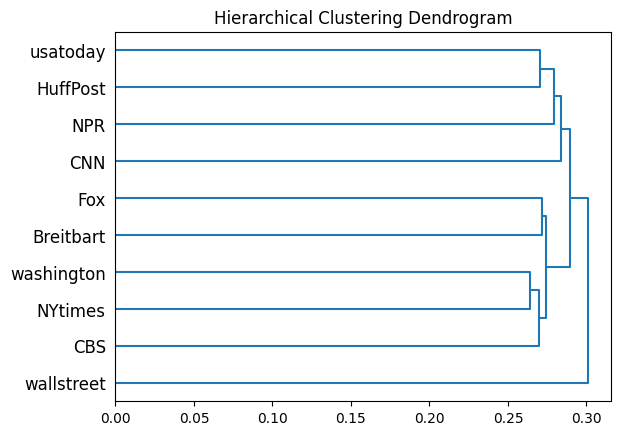 Hierarchical Clustering Dendrogram
usatoday
HuffPost
NPR
CNN
Fox
Breitbart
washington
NYtimes
CBS
wallstreet
0.00 0.05 0.10 0.15 0.20 0.25 0.30